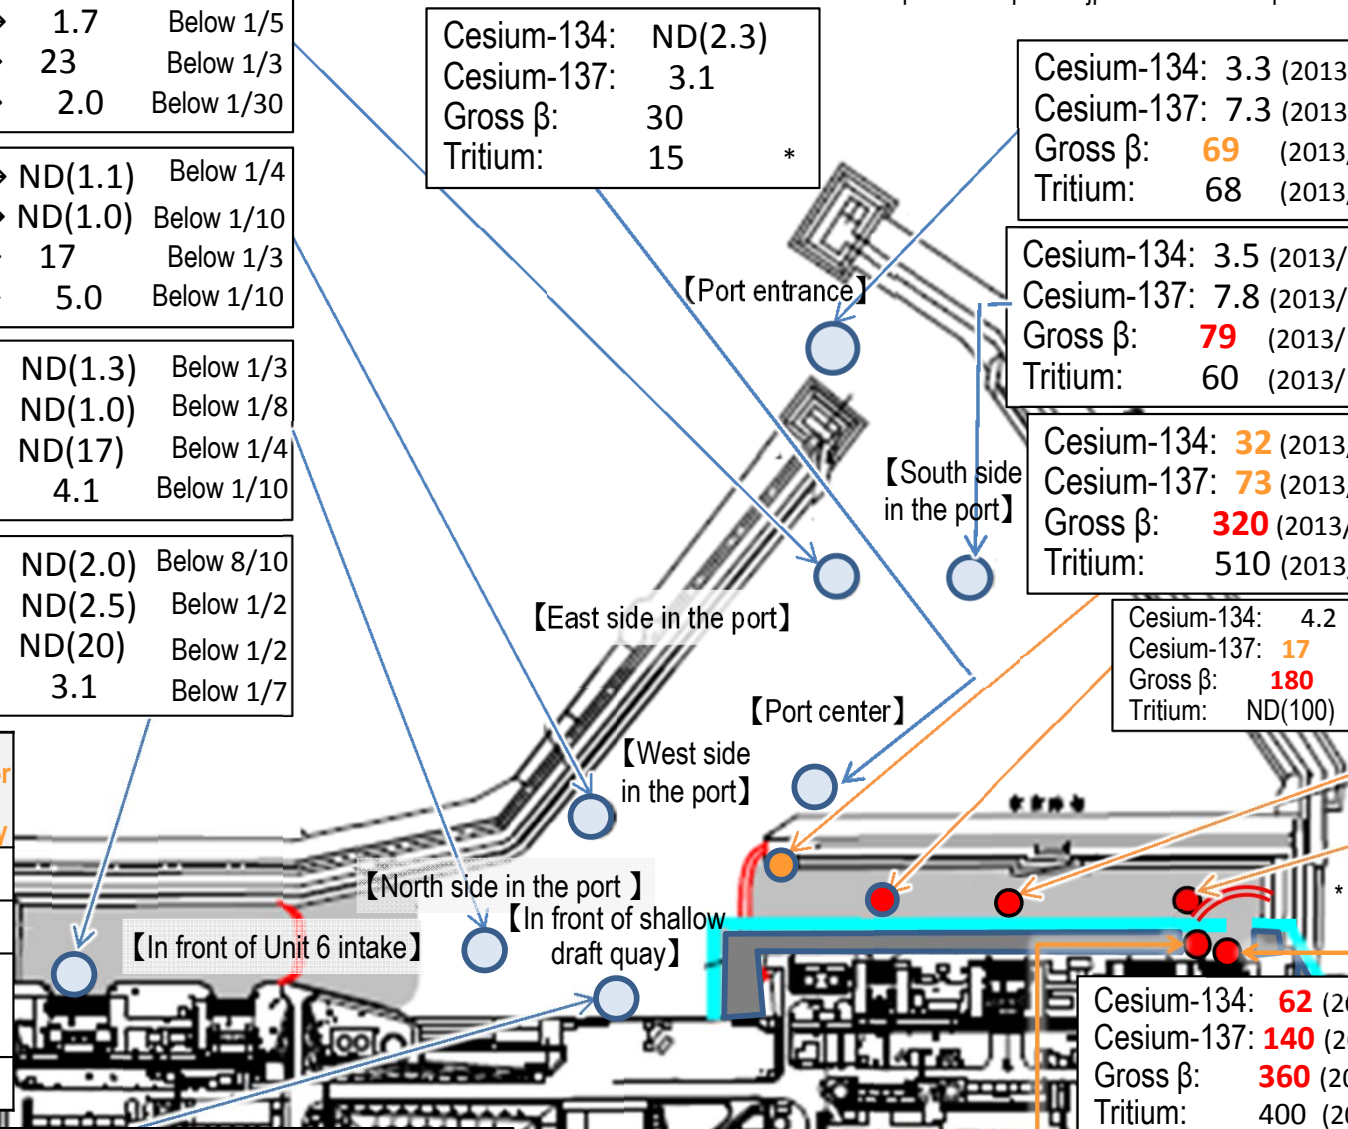 1.7 Below 1/5
23 Below 1/3
2.0 Below 1/30
ND(1.1) Below 1/4
ND(1.0) Below 1/10
17 Below 1/3
5.0 Below 1/10
ND(1.3) Below 1/3
ND(1.0) Below 1/8
ND(17) Below 1/4
4.1 Below 1/10
ND(2.0) Below 8/10
ND(2.5) Below 1/2
ND(20) Below 1/2
3.1 Below 1/7
Cesium-134: ND(2.3)
Cesium-137: 3.1
Gross β: 30
Tritium: 15 *
Cesium-134: 3.3 (2013
Cesium-137: 7.3 (2013
Gross β: 69 (2013/
Tritium: 68 (2013/
Cesium-134: 3.5 (2013/
Cesium-137: 7.8 (2013/
Gross β: 79 (2013/
Tritium: 60 (2013/
Cesium-134: 32 (2013/
Cesium-137: 73 (2013/
Gross β: 320 (2013/
Tritium: 510 (2013/
Cesium-134: 4.2
Cesium-137: 17
Gross β: 180
Tritium: ND(100)
【Port entrance】
【South side
in the port】
【East side in the port】
【Port center】
【West side
in the port】
【North side in the port】
【In front of shallow
draft quay】
【In front of Unit 6 intake】
*
Cesium-134: 62 (20
Cesium-137: 140 (20
Gross β: 360 (20
Tritium: 400 (20